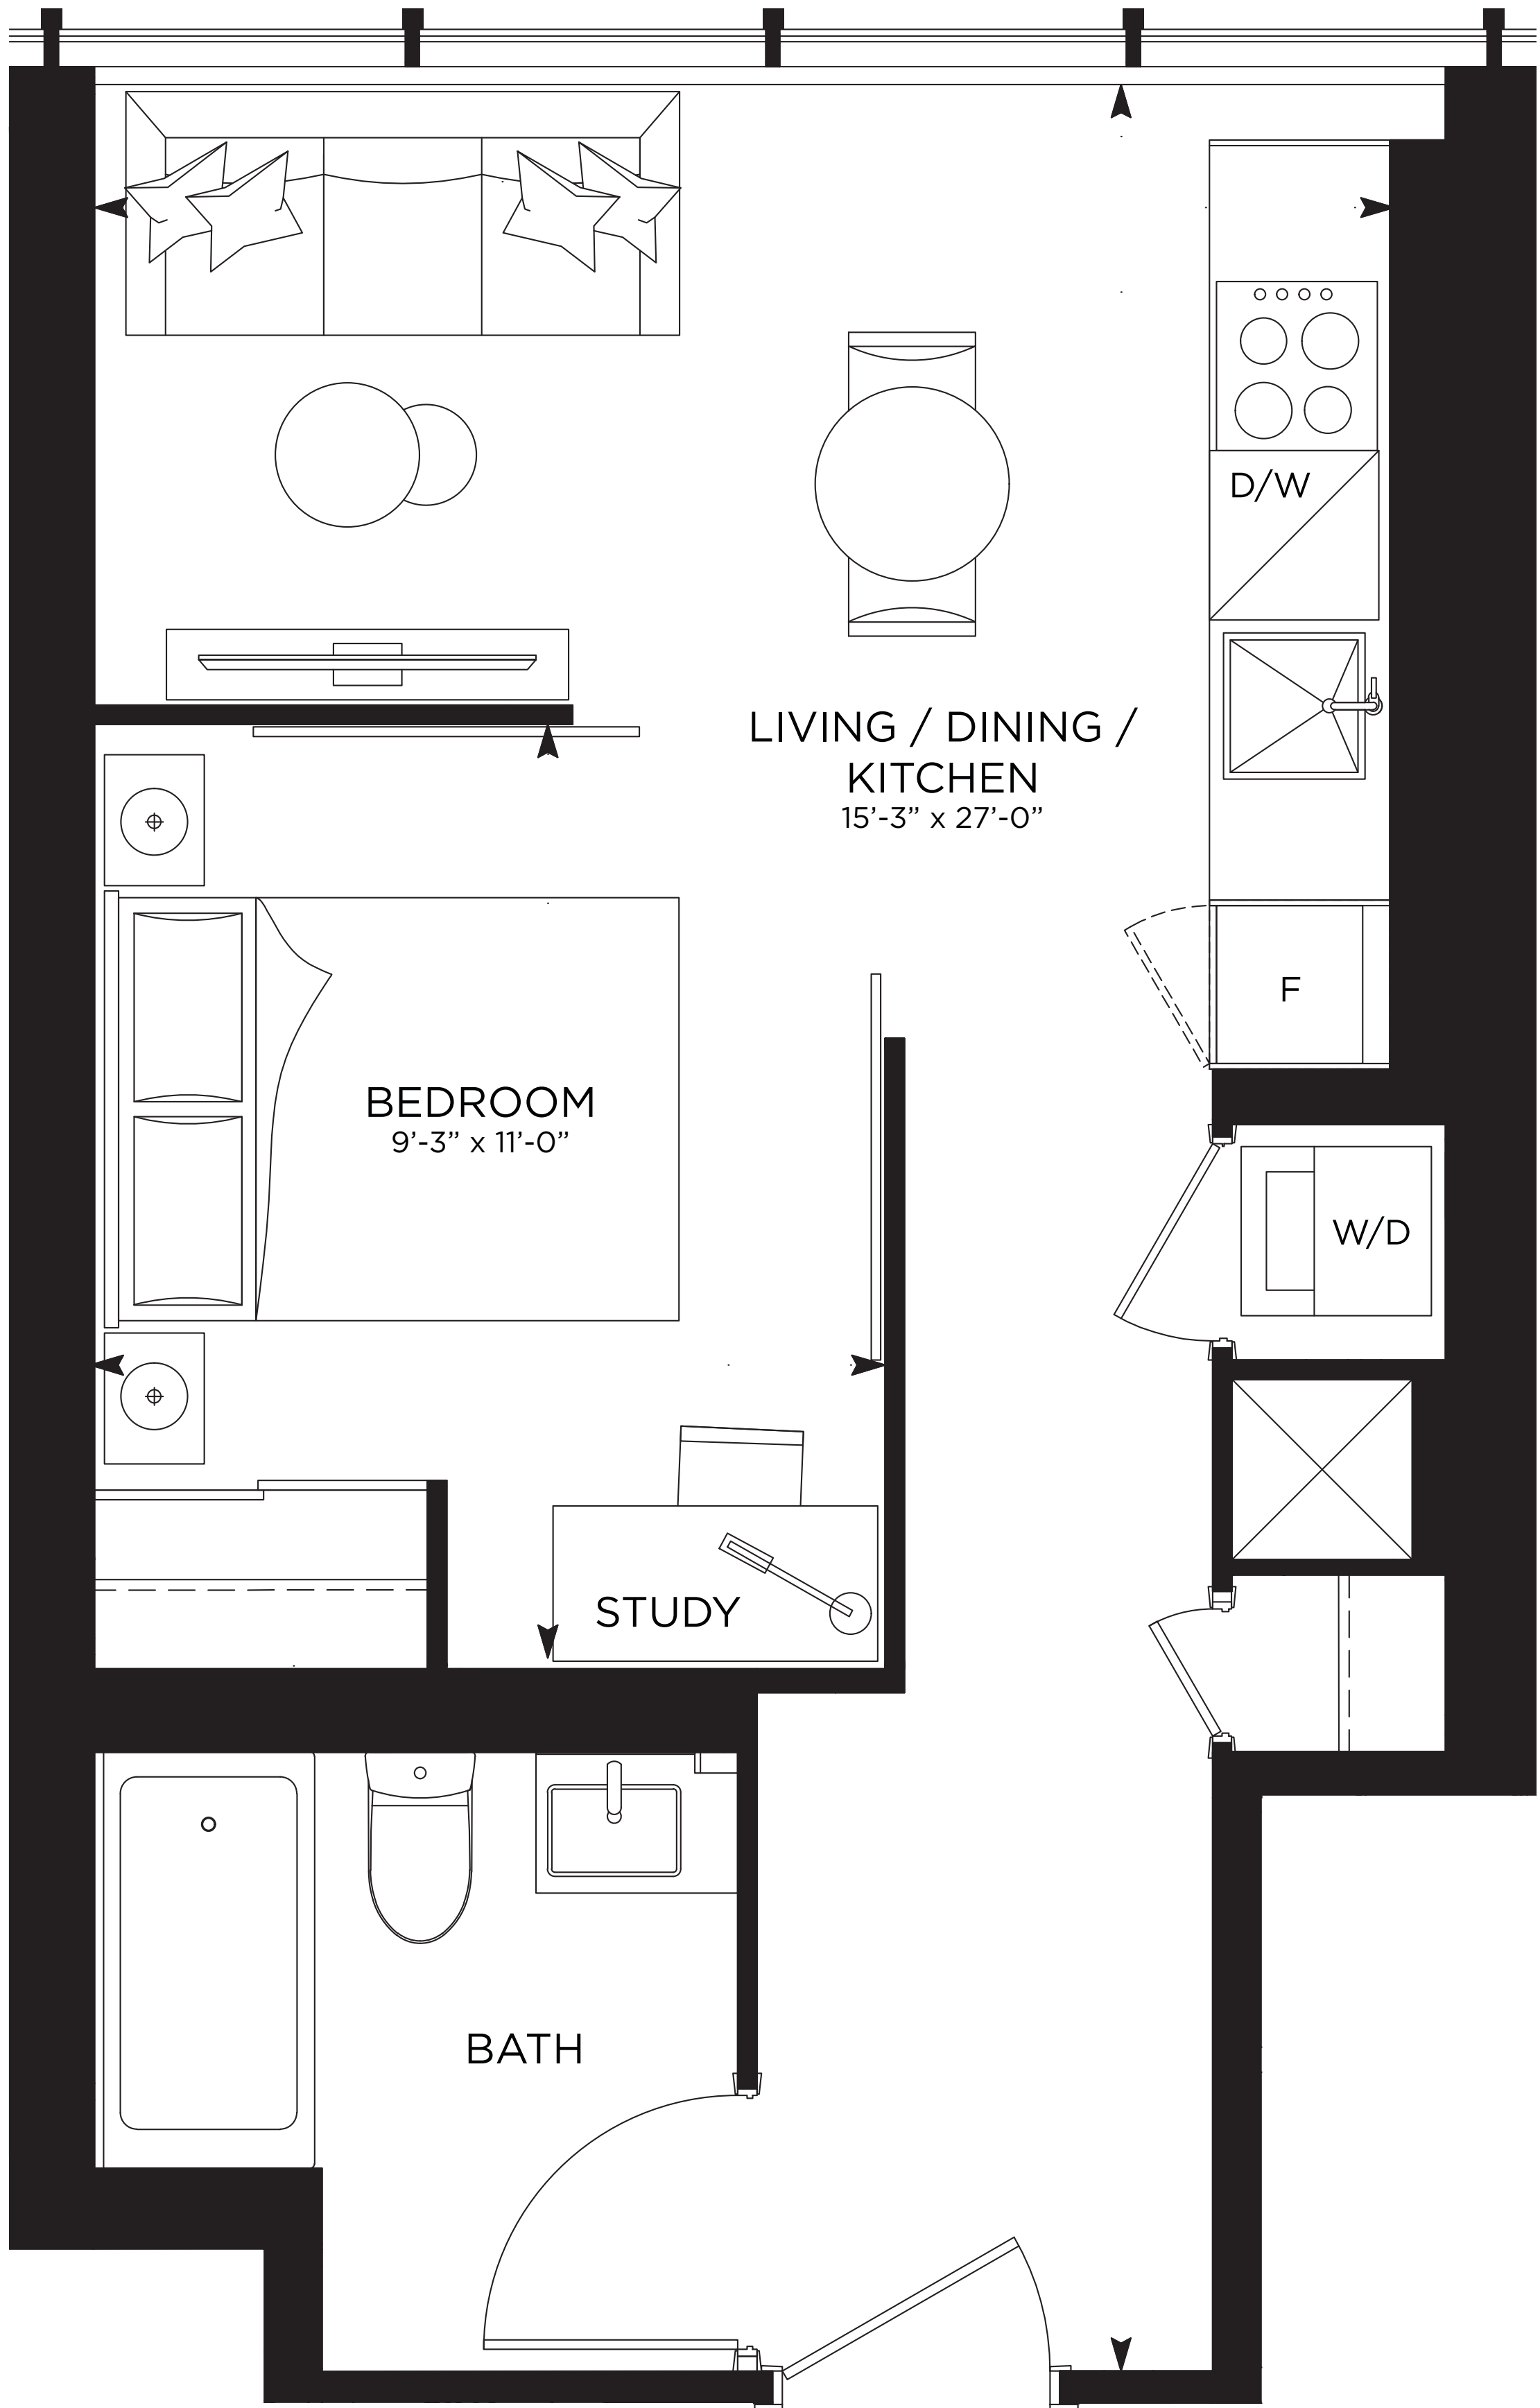 D/W
LIVING / DINING /
KITCHEN
15’-3” x 27’-0”
F
BEDROOM
9’-3” x 11’-0”
W/D
STUDY
BATH